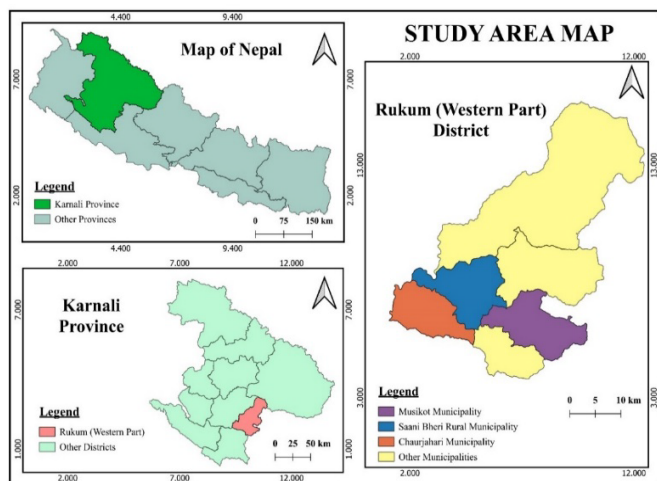 4.400 9.400
Map of Nepal
7.000
7.000
2.000
2.000
Legend
Karnali Province
Other Provinces
0 75 150 km
4.400 9.400
2.000 7.000 12.000
Karnali
Province
7.000
7.000
1.000
1.000
Legend
Rukum (Western Part)
Other Districts
0 25 50 km
2.000 7.000 12.000
STUDY AREA MAP
2.000 12.000
Rukum (Western Part)
District
13.000
13.000
3.000
3.000
Legend
Musikot Municipality
Saani Bheri Rural Municipality
Chaurjahari Municipality
Other Municipalities
0 5 10 km
2.000 12.000